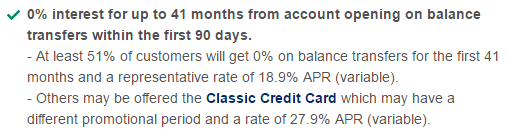 0% interest for up to 41 months from account opening on balance
transfers within the first 90 days.
- At least 51% of customers will get 0% on balance transfers for the first 41
months and a representative rate of 18.9% APR (variable).
- Others may be offered the Classic Credit Card which may have a
different promotional period and a rate of 27.9% APR (variable).